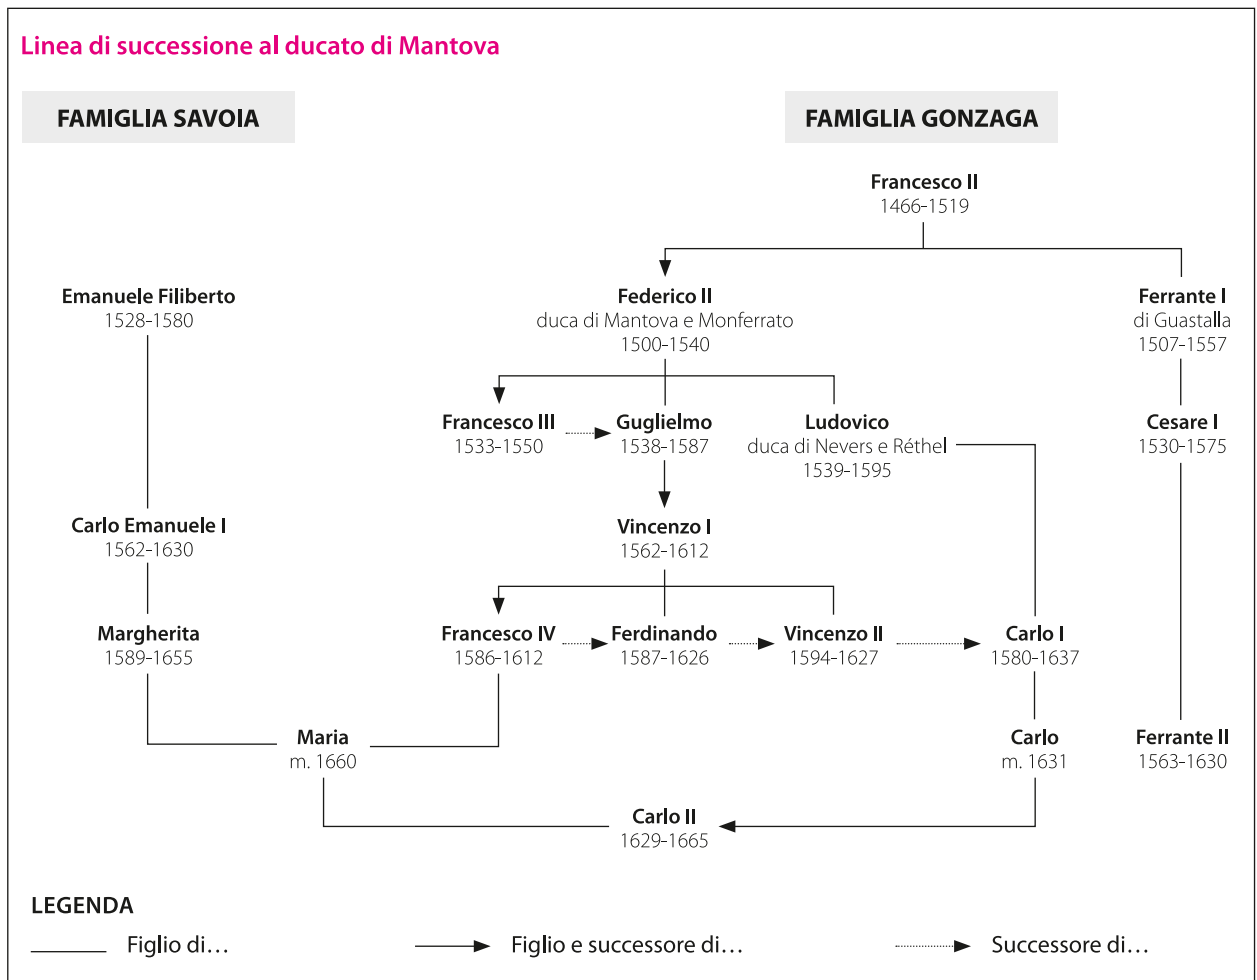 Linea di successione al ducato di Mantova
FAMIGLIA SAVOIA
FAMIGLIA GONZAGA
Francesco II
1466-1519
Emanuele Filiberto
1528-1580
Federico II
duca di Mantova e Monferrato
1500-1540
Ferrante I
di Guastalla
1507-1557
Francesco III
1533-1550
Guglielmo
1538-1587
Ludovico
duca di Nevers e Réthel
1539-1595
Cesare I
1530-1575
Carlo Emanuele I
1562-1630
Vincenzo I
1562-1612
Margherita
1589-1655
Francesco IV
1586-1612
Ferdinando
1587-1626
Vincenzo II
1594-1627
Carlo I
1580-1637
Maria
m. 1660
Carlo
m. 1631
Ferrante II
1563-1630
Carlo II
1629-1665
LEGENDA
Figlio di…
Figlio e successore di…
Successore di…